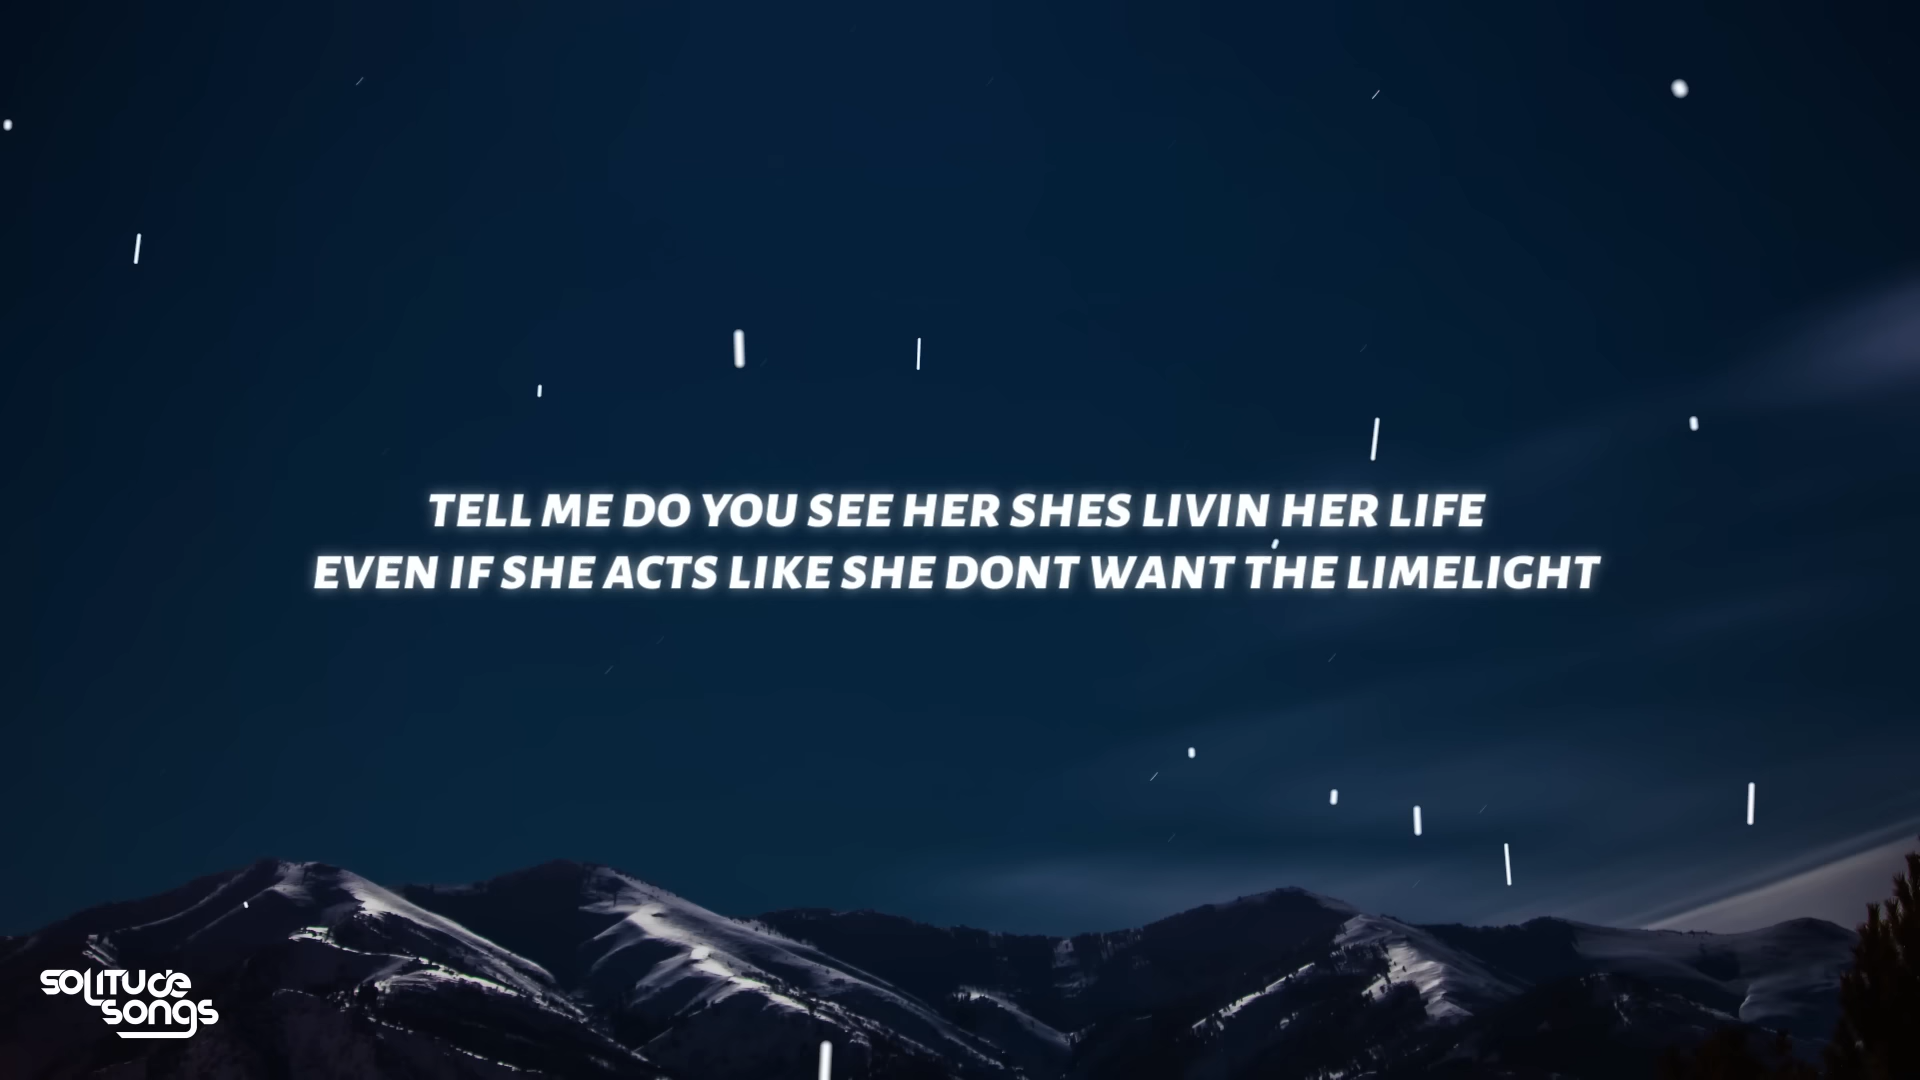 TELL ME DO YOU SEE HER SHES LIVIN HER LIFE
EVEN IF SHE ACTS LIKE SHE DONT WANT THE LIMELIGHT
solitude
songs